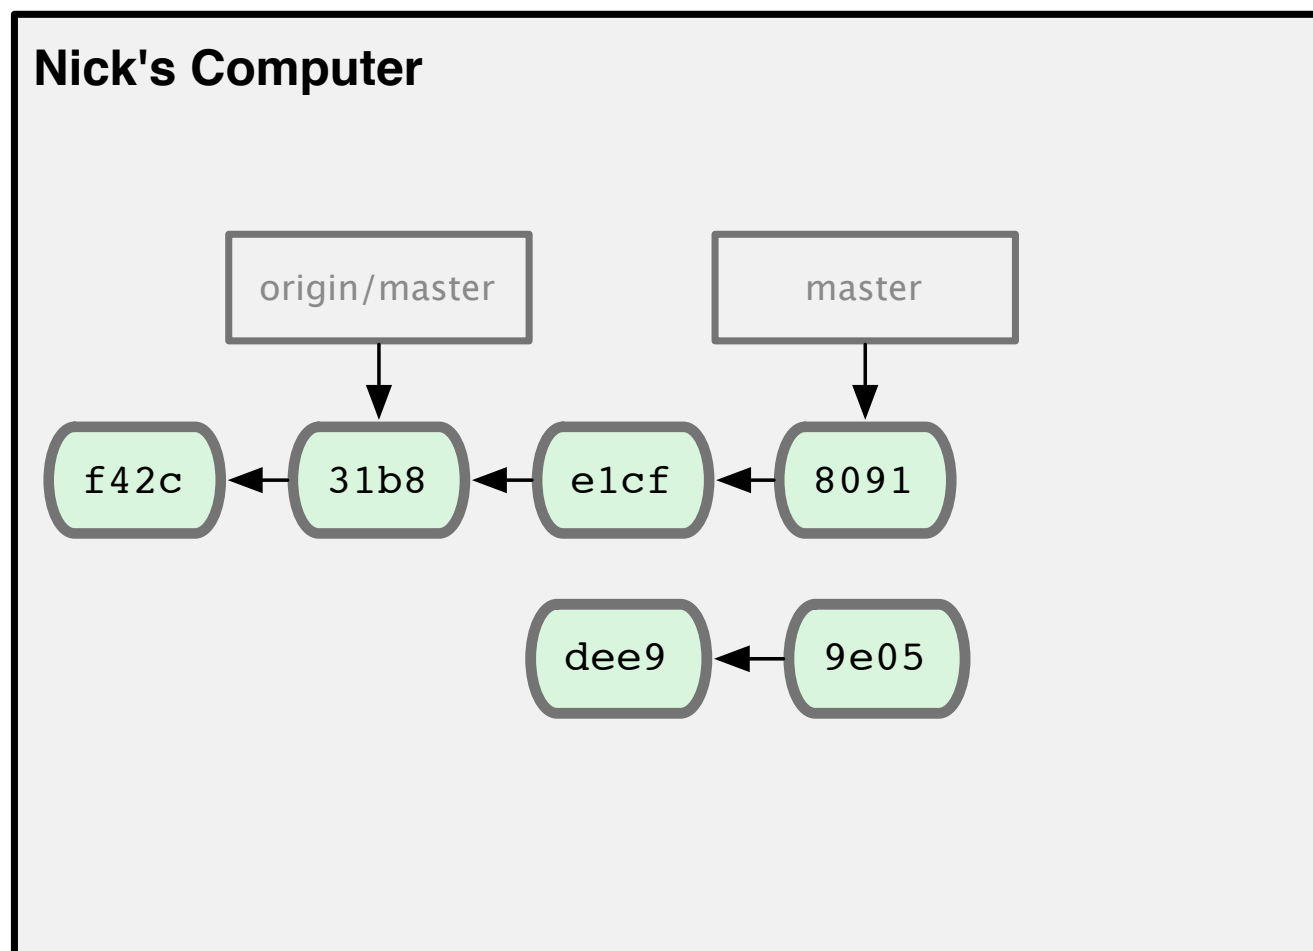 Nick's Computer
origin/master
master
f42c
31b8
e1cf
8091
dee9
9e05